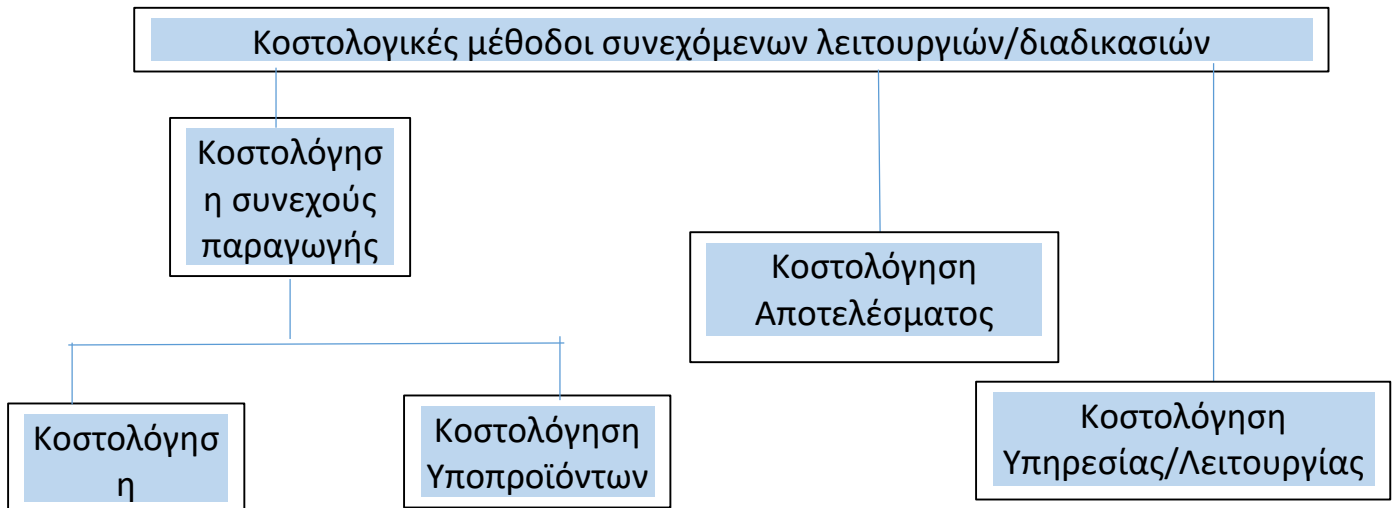 Κοστολογικές μέθοδοι συνεχόμενων λειτουργιών/διαδικασιών
Κοστολόγησ
η συνεχούς
παραγωγής
Κοστολόγηση
Αποτελέσματος
Κοστολόγησ
η
Κοστολόγηση
Υποπροϊόντων
Κοστολόγηση
Υπηρεσίας/Λειτουργίας